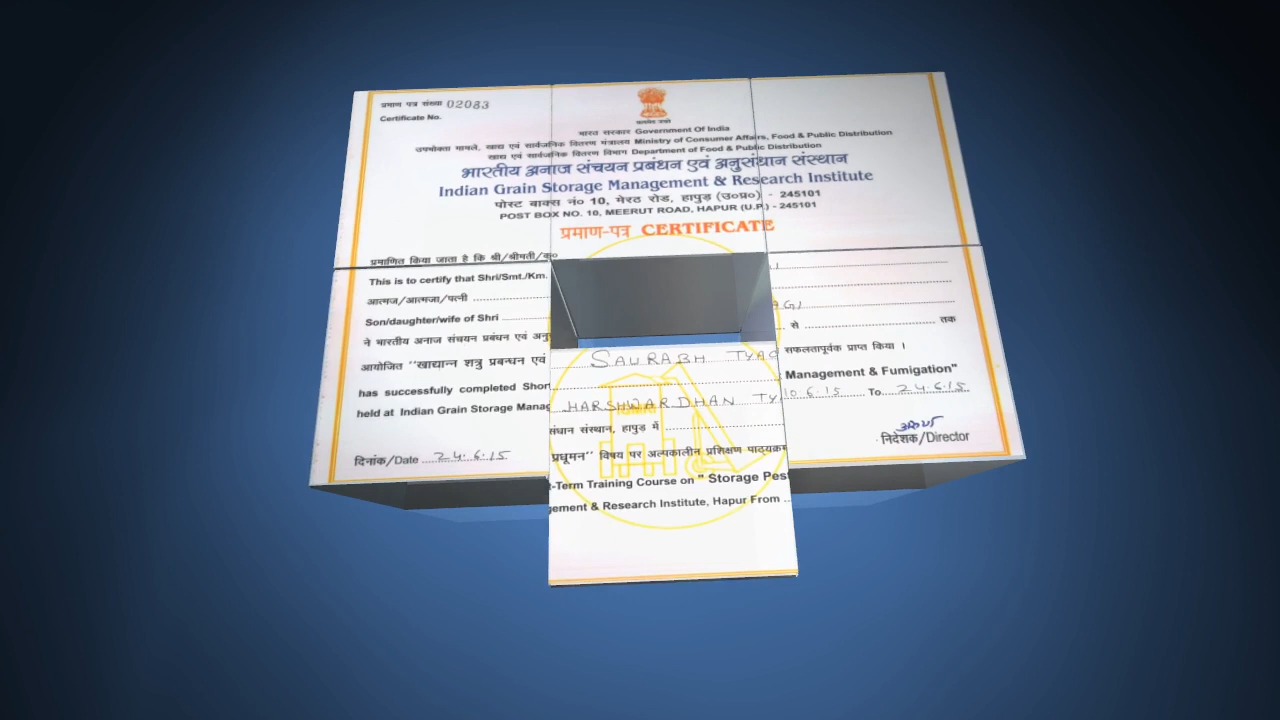 प्रमाण पत्र संख्या 02083
Certificate No.
भारत सरकार Government Of India
उपभोक्ता मामले, खाद्य एवं सार्वजनिक वितरण मंत्रालय Ministry of Consumer Affairs, Food & Public Distribution
खाद्य एवं सार्वजनिक वितरण विभाग Department of Food & Public Distribution
भारतीय अनाज संचयन प्रबंधन एवं अनुसंधान संस्थान
Indian Grain Storage Management & Research Institute
पोस्ट बाक्स नं० 10, मेरठ रोड, हापुड़ (उ०प्र०) - 245101
POST BOX NO. 10, MEERUT ROAD, HAPUR (U.P.) - 245101
प्रमाण-पत्र CERTIFICATE
प्रमाणित किया जाता है कि श्री/श्रीमती/कु०
This is to certify that Shri/Smt./Km.
आत्मज/आत्मजा/पत्नी
Son/daughter/wife of Shri
से तक
ने भारतीय अनाज संचयन प्रबंधन एवं
आयोजित "खाद्यान्न शत्रु प्रबन्धन एवं
सफलतापूर्वक प्राप्त किया ।
has successfully completed Short
Management & Fumigation"
held at Indian Grain Storage
10.6.15 To 24.6.15
SAURABH
HARSHWARDHAN
संधान संस्थान, हापुड़ में
प्रधूमन" विषय पर अल्पकालीन प्रशिक्षण पाठ्यक्रम
t-Term Training Course on " Storage Pest
gement & Research Institute, Hapur From
दिनांक/Date 24.6.15
निदेशक/Director